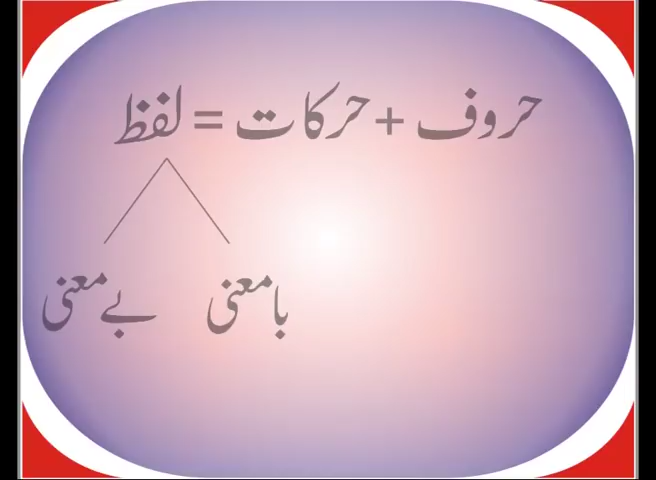 حروف + حرکات = لفظ
بامعنی بےمعنی